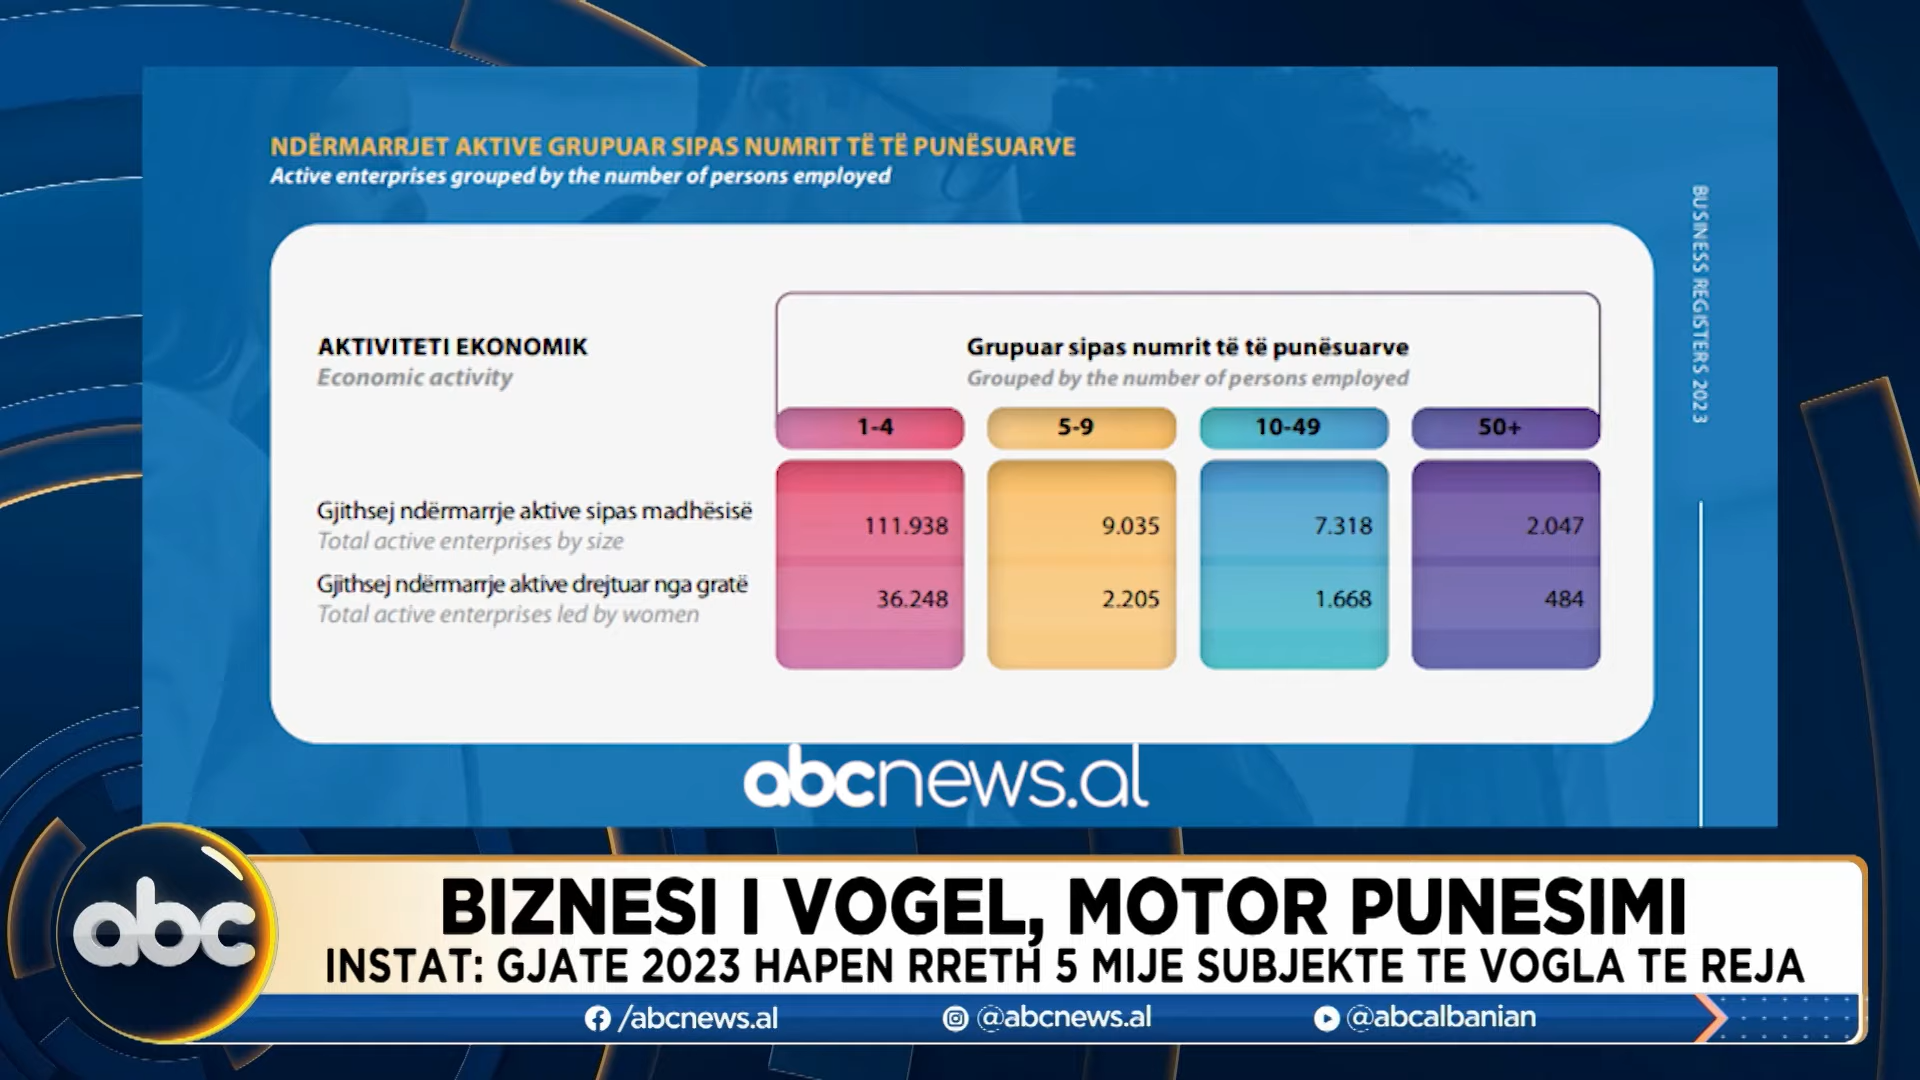 NDËRMARRJET AKTIVE GRUPUAR SIPAS NUMRIT TË TË PUNËSUARVE
Active enterprises grouped by the number of persons employed
BUSINESS REGISTERS 2023
AKTIVITETI EKONOMIK
Economic activity
Grupuar sipas numrit të të punësuarve
Grouped by the number of persons employed
1-4 5-9 10-49 50+
Gjithsej ndërmarrje aktive sipas madhësisë 111.938 9.035 7.318 2.047
Total active enterprises by size
Gjithsej ndërmarrje aktive drejtuar nga gratë 36.248 2.205 1.668 484
Total active enterprises led by women
abcnews.al
abc
BIZNESI I VOGEL, MOTOR PUNESIMI
INSTAT: GJATE 2023 HAPEN RRETH 5 MIJE SUBJEKTE TE VOGLA TE REJA
/abcnews.al @abcnews.al @abcalbanian